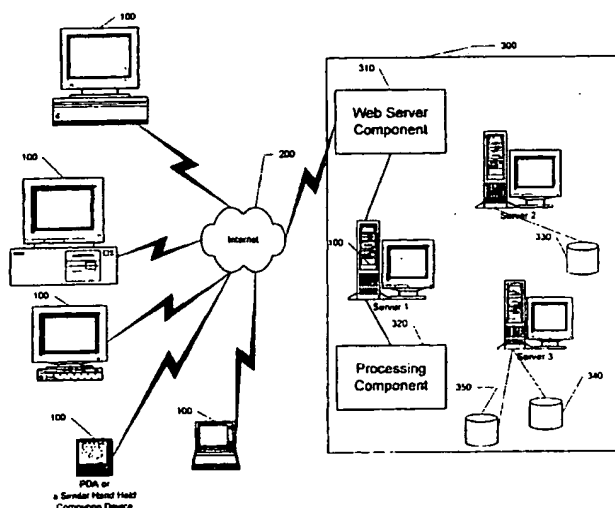 100
300
310
Web Server
Component
100
200
Internet
100
Server 2
330
100
Server 1
320
Server 3
Processing
Component
350
340
100
100
PDA or
a Similar Hand Held
Computing Device